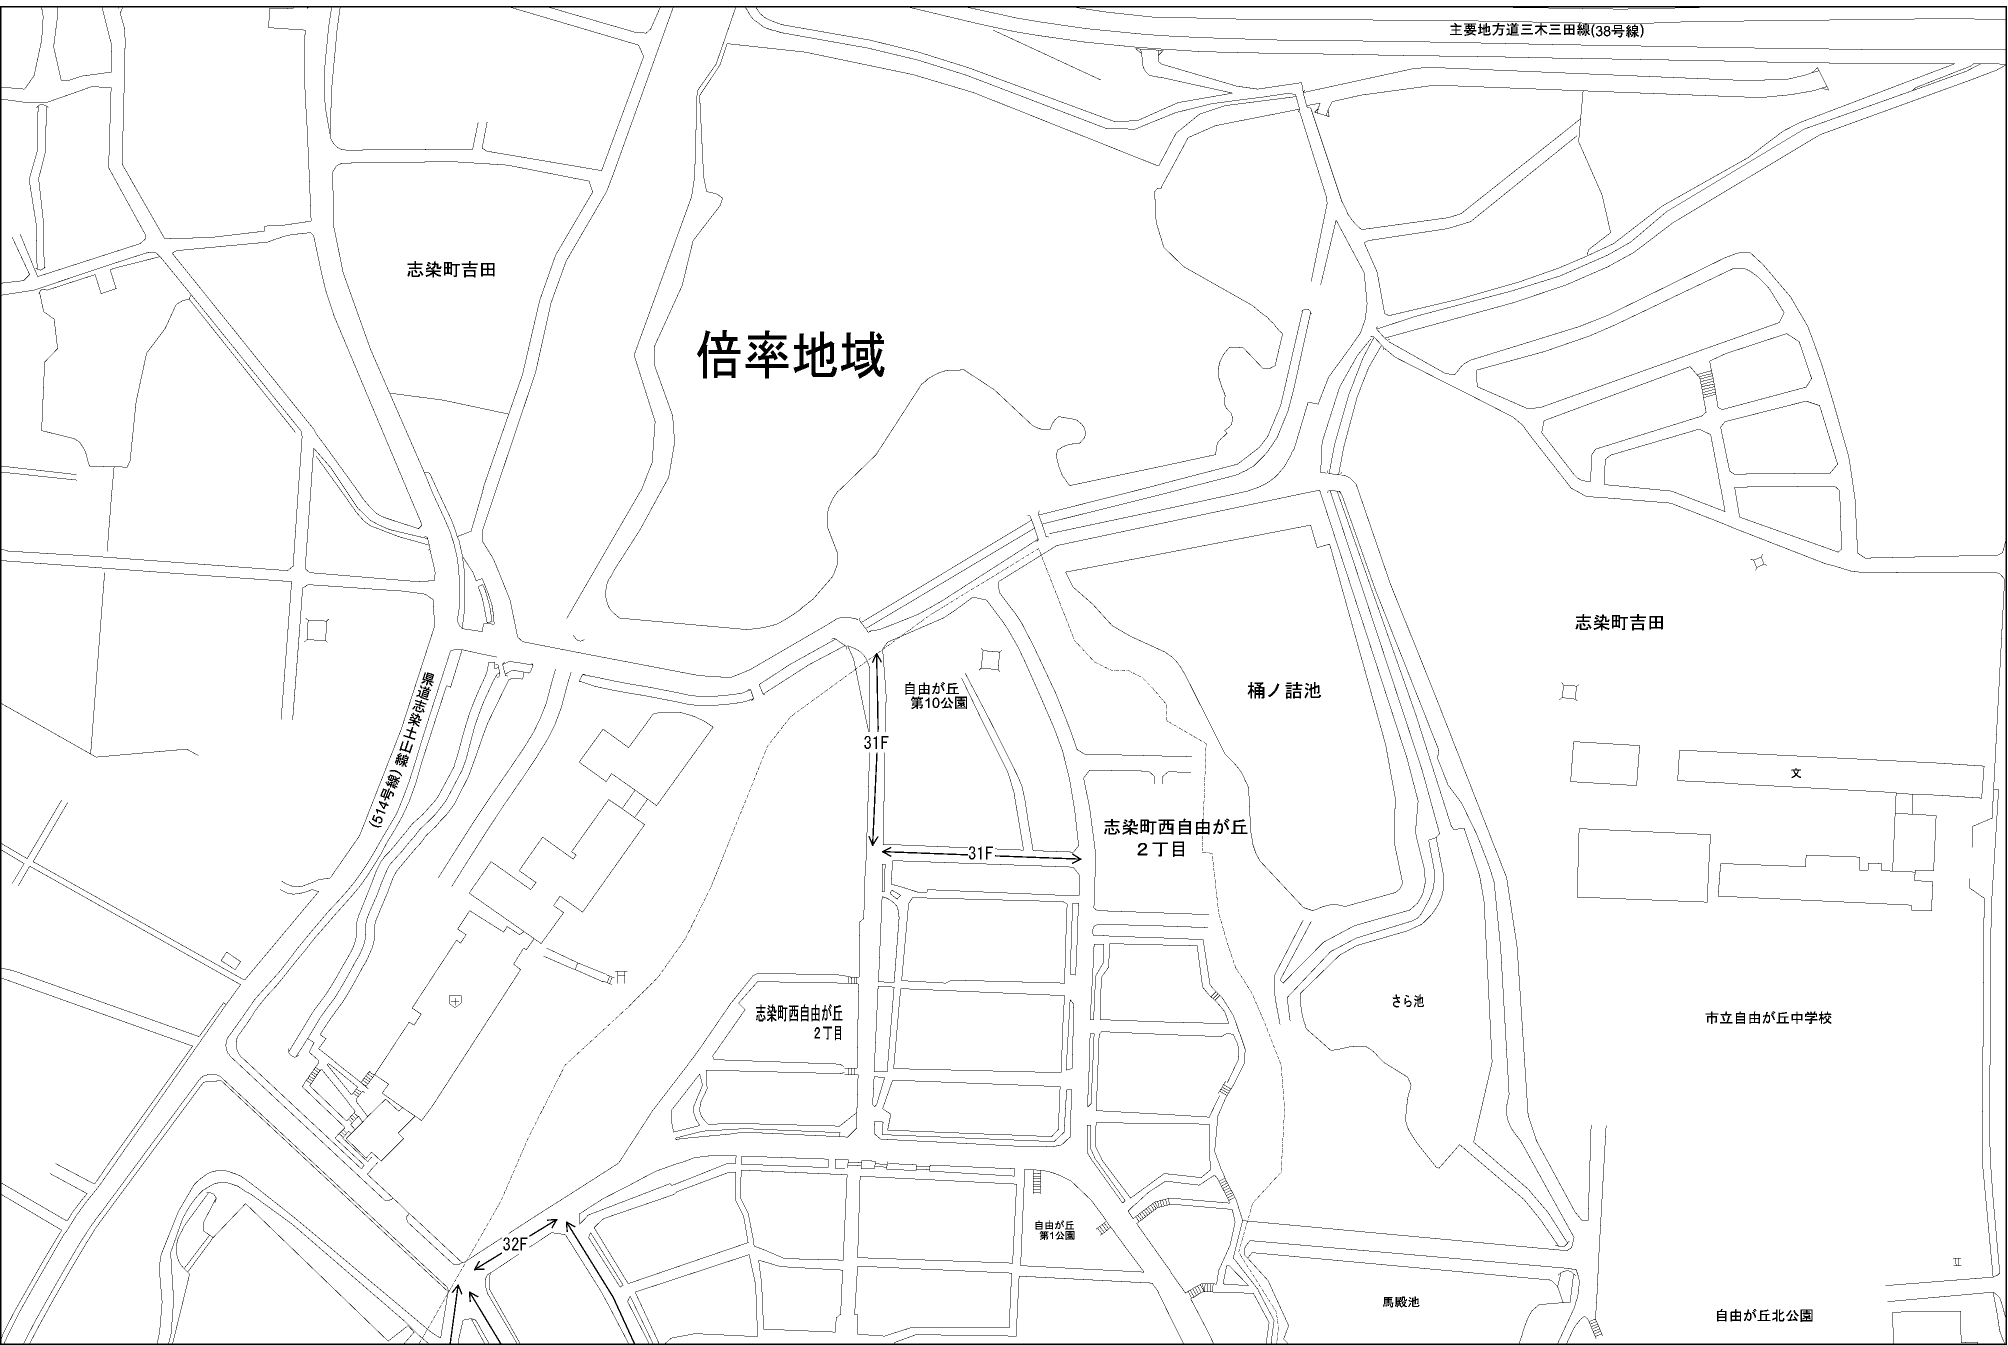 主要地方道三木三田線(38号線)
志染町吉田
倍率地域
志染町吉田
県道志染土山線(514号線)
自由が丘
第10公園
桶ノ詰池
31F
文
志染町西自由が丘
2丁目
31F
さら池
志染町西自由が丘
2丁目
市立自由が丘中学校
自由が丘
第1公園
32F
馬殿池
自由が丘北公園